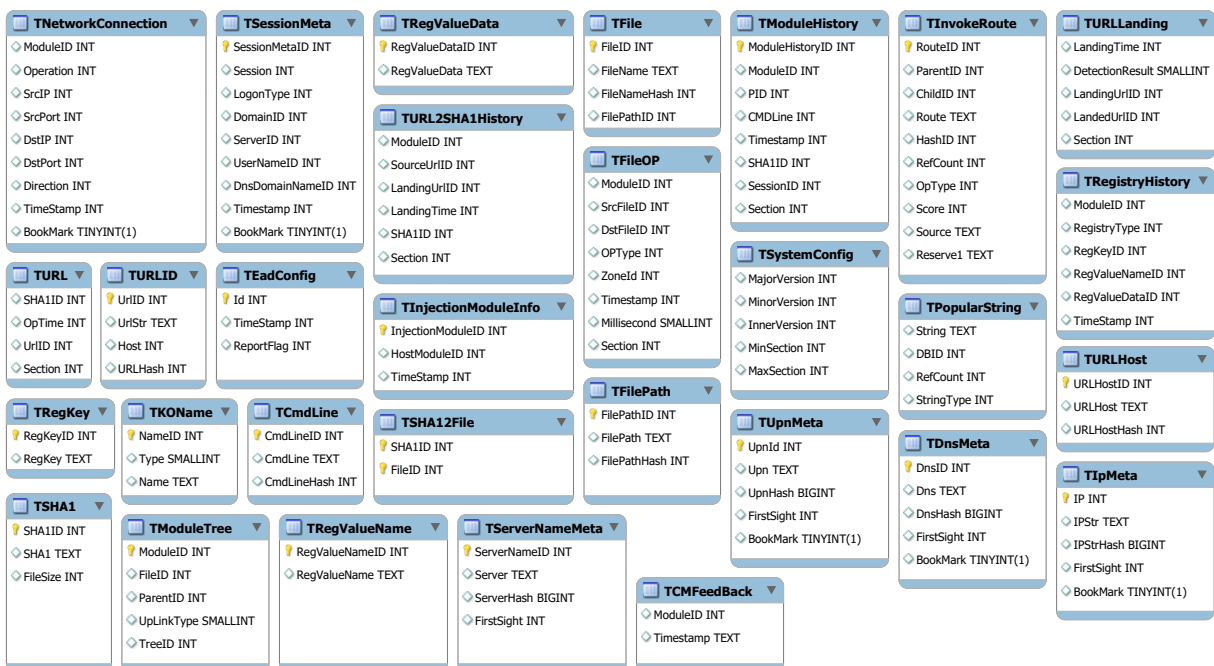 TNetworkConnection
ModuleID INT
Operation INT
SrcIP INT
SrcPort INT
DstIP INT
DstPort INT
Direction INT
TimeStamp INT
BookMark TINYINT(1)
TSessionMeta
SessionMetaID INT
Session INT
LogonType INT
DomainID INT
ServerID INT
UserNameID INT
DnsDomainNameID INT
Timestamp INT
BookMark TINYINT(1)
TRegValueData
RegValueDataID INT
RegValueData TEXT
TFile
FileID INT
FileName TEXT
FileNameHash INT
FilePathID INT
TModuleHistory
ModuleHistoryID INT
ModuleID INT
PID INT
CMDLine INT
Timestamp INT
SHA1ID INT
SessionID INT
Section INT
TInvokeRoute
RouteID INT
ParentID INT
ChildID INT
Route TEXT
HashID INT
RefCount INT
OpType INT
Score INT
Source TEXT
Reserve1 TEXT
TURLLanding
LandingTime INT
DetectionResult SMALLINT
LandingUrlID INT
LandedUrlID INT
Section INT
TURL2SHA1History
ModuleID INT
SourceUrlID INT
LandingUrlID INT
LandingTime INT
SHA1ID INT
Section INT
TFileOP
ModuleID INT
SrcFileID INT
DstFileID INT
OPType INT
ZoneId INT
Timestamp INT
Millisecond SMALLINT
Section INT
TRegistryHistory
ModuleID INT
RegistryType INT
RegKeyID INT
RegValueNameID INT
RegValueDataID INT
TimeStamp INT
TURL
SHA1ID INT
OpTime INT
UrlID INT
Section INT
TURLID
UrlID INT
UrlStr TEXT
Host INT
URLHash INT
TEadConfig
Id INT
TimeStamp INT
ReportFlag INT
TInjectionModuleInfo
InjectionModuleID INT
HostModuleID INT
TimeStamp INT
TSystemConfig
MajorVersion INT
MinorVersion INT
InnerVersion INT
MinSection INT
MaxSection INT
TPopularString
String TEXT
DBID INT
RefCount INT
StringType INT
TURLHost
URLHostID INT
URLHost TEXT
URLHostHash INT
TRegKey
RegKeyID INT
RegKey TEXT
TKOName
NameID INT
Type SMALLINT
Name TEXT
TCmdLine
CmdLineID INT
CmdLine TEXT
CmdLineHash INT
TSHA12File
SHA1ID INT
FileID INT
TFilePath
FilePathID INT
FilePath TEXT
FilePathHash INT
TUpnMeta
UpnId INT
Upn TEXT
UpnHash BIGINT
FirstSight INT
BookMark TINYINT(1)
TDnsMeta
DnsID INT
Dns TEXT
DnsHash BIGINT
FirstSight INT
BookMark TINYINT(1)
TIpMeta
IP INT
IPStr TEXT
IPStrHash BIGINT
FirstSight INT
BookMark TINYINT(1)
TSHA1
SHA1ID INT
SHA1 TEXT
FileSize INT
TModuleTree
ModuleID INT
FileID INT
ParentID INT
UpLinkType SMALLINT
TreeID INT
TRegValueName
RegValueNameID INT
RegValueName TEXT
TServerNameMeta
ServerNameID INT
Server TEXT
ServerHash BIGINT
FirstSight INT
TCMFeedBack
ModuleID INT
Timestamp TEXT